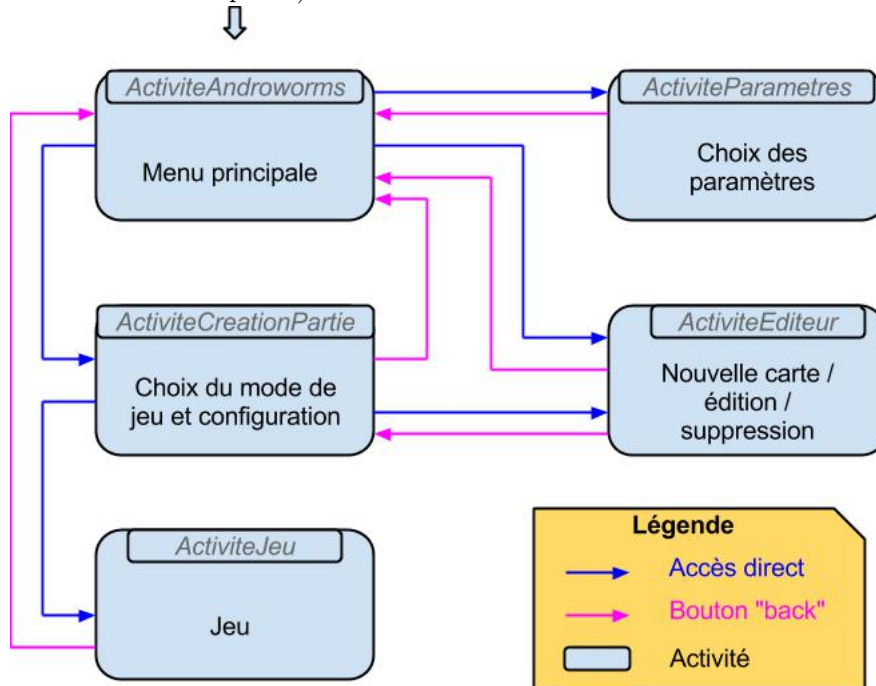 ActiviteAndroworms
Menu principale
ActiviteParametres
Choix des
paramètres
ActiviteCreationPartie
Choix du mode de
jeu et configuration
ActiviteEditeur
Nouvelle carte /
édition /
suppression
ActiviteJeu
Jeu
Légende
Accès direct
Bouton "back"
Activité